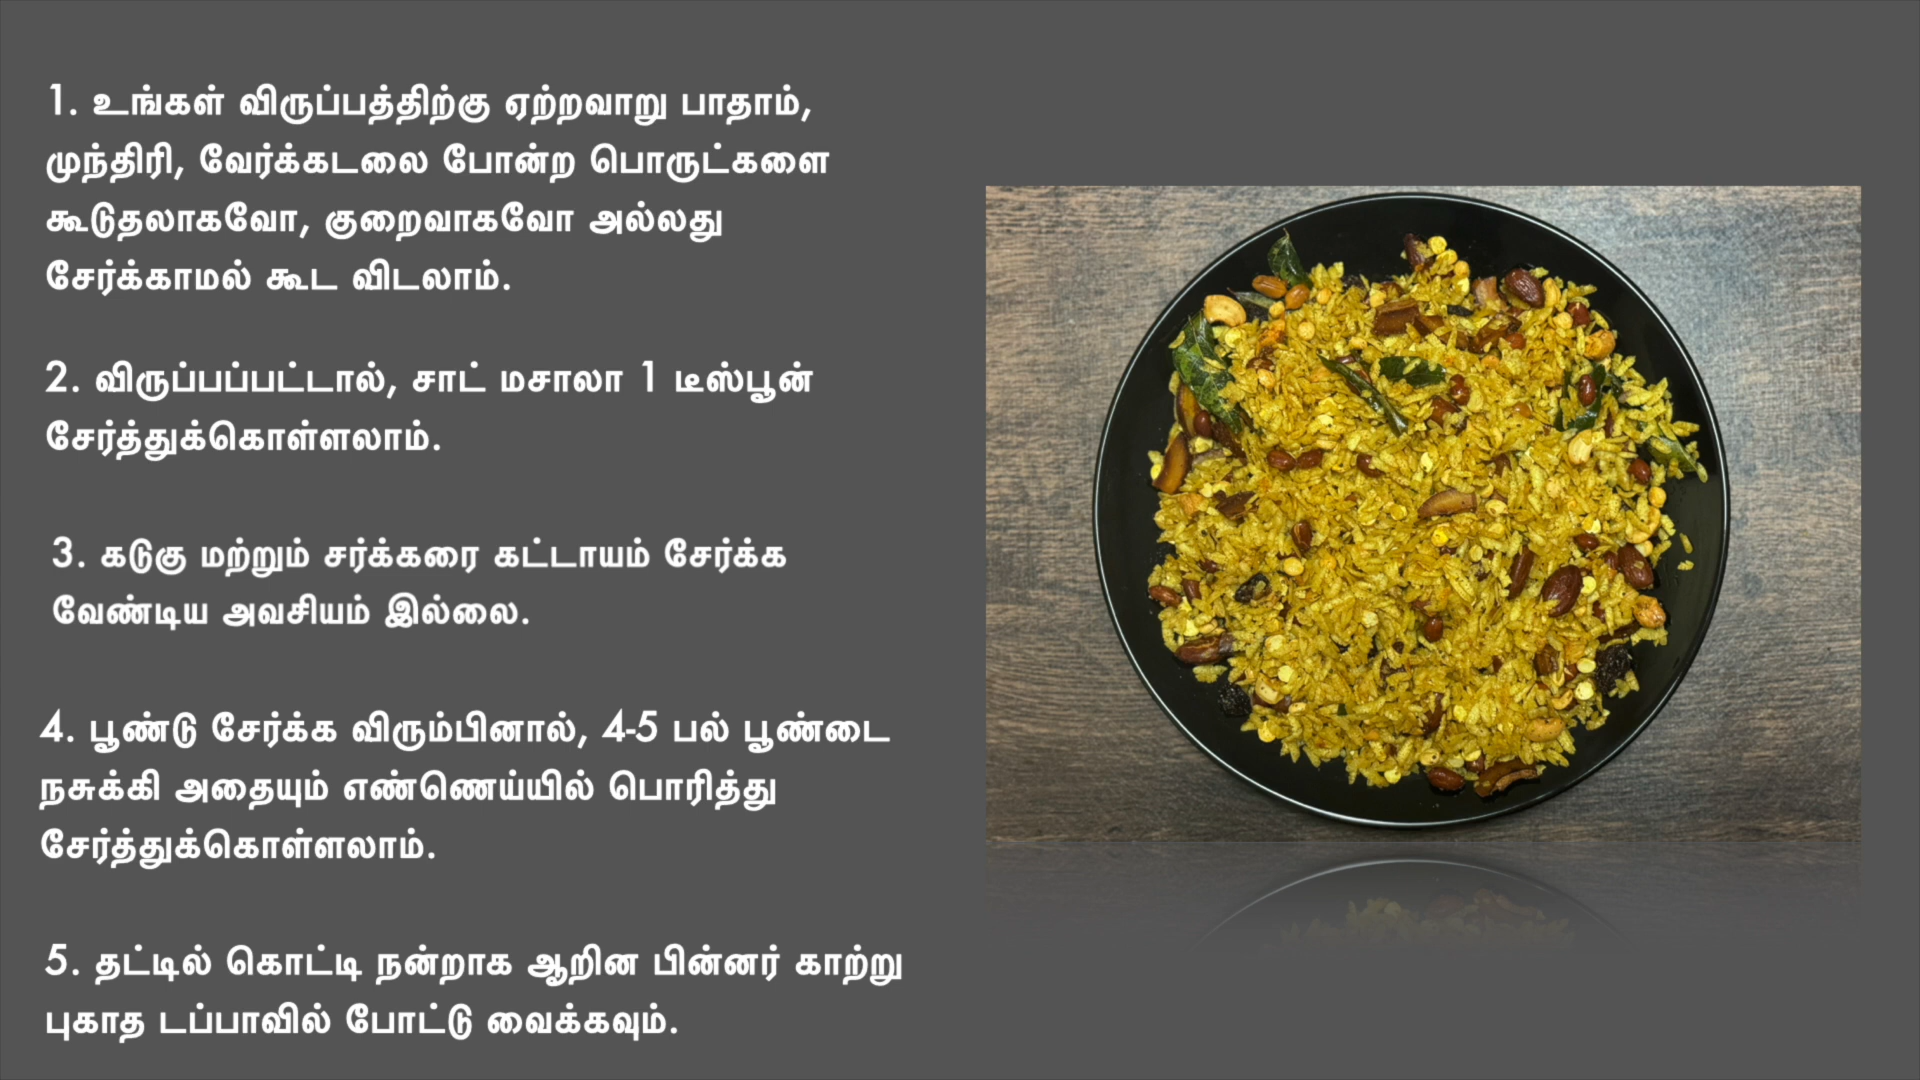 1. உங்கள் விருப்பத்திற்கு ஏற்றவாறு பாதாம்,
முந்திரி, வேர்க்கடலை போன்ற பொருட்களை
கூடுதலாகவோ, குறைவாகவோ அல்லது
சேர்க்காமல் கூட விடலாம்.
2. விருப்பப்பட்டால், சாட் மசாலா 1 டீஸ்பூன்
சேர்த்துக்கொள்ளலாம்.
3. கடுகு மற்றும் சர்க்கரை கட்டாயம் சேர்க்க
வேண்டிய அவசியம் இல்லை.
4. பூண்டு சேர்க்க விரும்பினால், 4-5 பல் பூண்டை
நசுக்கி அதையும் எண்ணெய்யில் பொரித்து
சேர்த்துக்கொள்ளலாம்.
5. தட்டில் கொட்டி நன்றாக ஆறின பின்னர் காற்று
புகாத டப்பாவில் போட்டு வைக்கவும்.